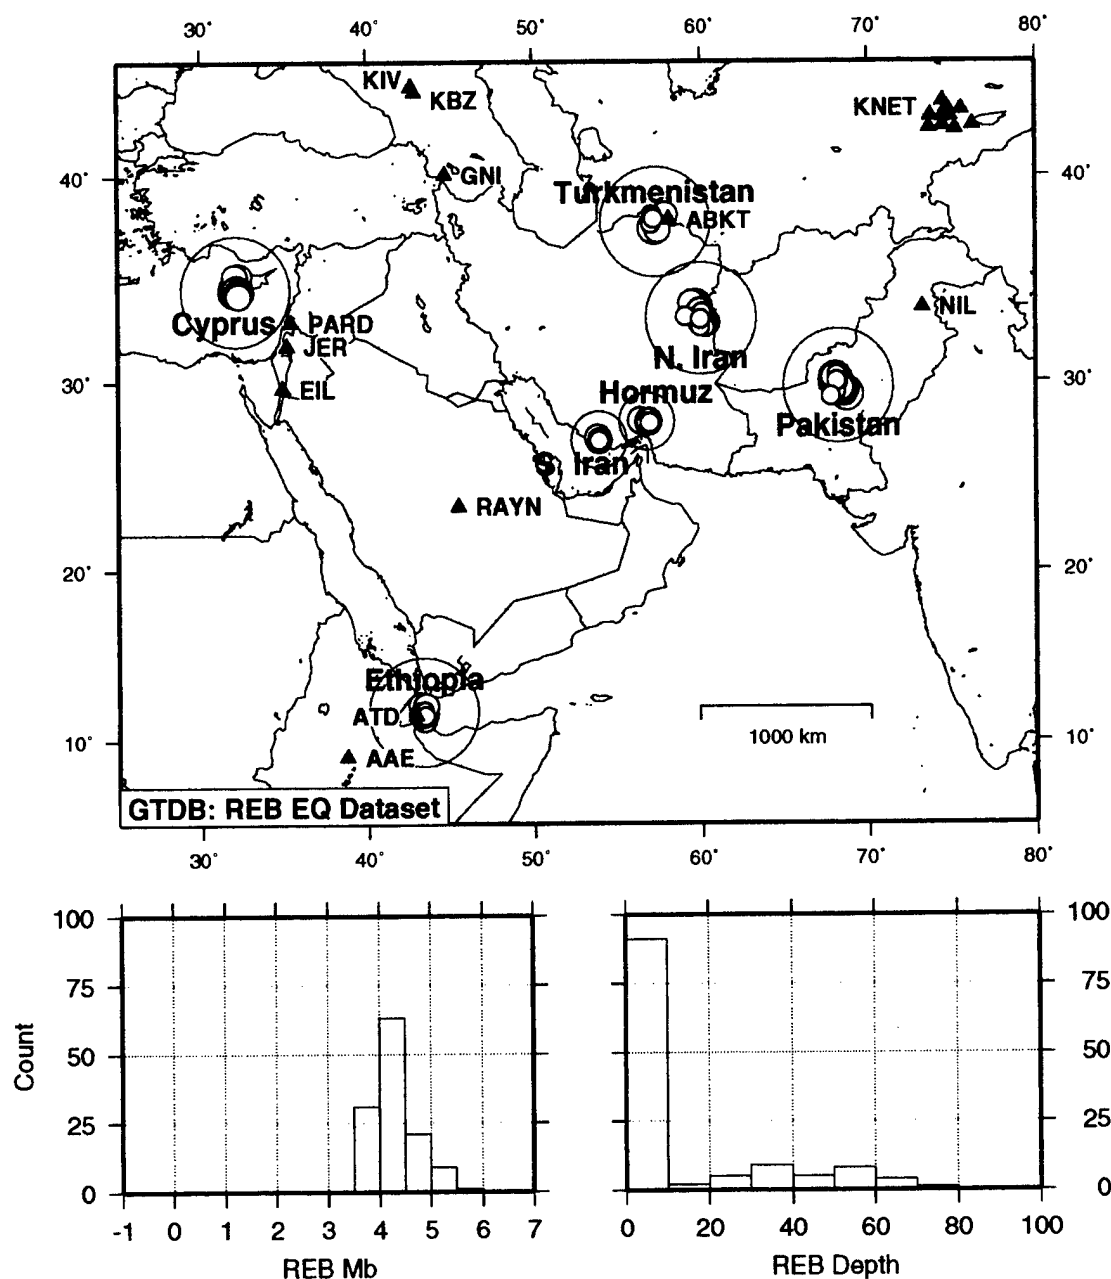 30° 40° 50° 60° 70° 80°
KIV
KBZ
KNET
40° GNI 40°
Turkmenistan
ABKT
NIL
Cyprus PARD
JER
N. Iran
30° EIL 30°
Hormuz
Pakistan
S. Iran
RAYN
20° 20°
Ethiopia
ATD
1000 km
10° 10°
AAE
GTDB: REB EQ Dataset
30° 40° 50° 60° 70° 80°
100 100
75 75
50 50
25 25
0 0
Count
-1 0 1 2 3 4 5 6 7
0 20 40 60 80 100
REB Mb
REB Depth